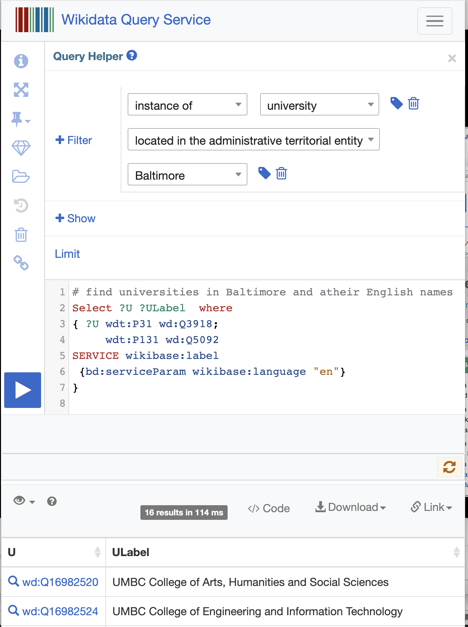 Wikidata Query Service
Query Helper
instance of university
+ Filter
located in the administrative territorial entity
Baltimore
+ Show
Limit
1 # find universities in Baltimore and atheir English names
2 Select ?U ?ULabel  where
3 { ?U wdt:P31 wd:Q3918;
4      wdt:P131 wd:Q5092
5 SERVICE wikibase:label
6  {bd:serviceParam wikibase:language "en"}
7 }
8
16 results in 114 ms </> Code Download Link
U ULabel
wd:Q16982520 UMBC College of Arts, Humanities and Social Sciences
wd:Q16982524 UMBC College of Engineering and Information Technology